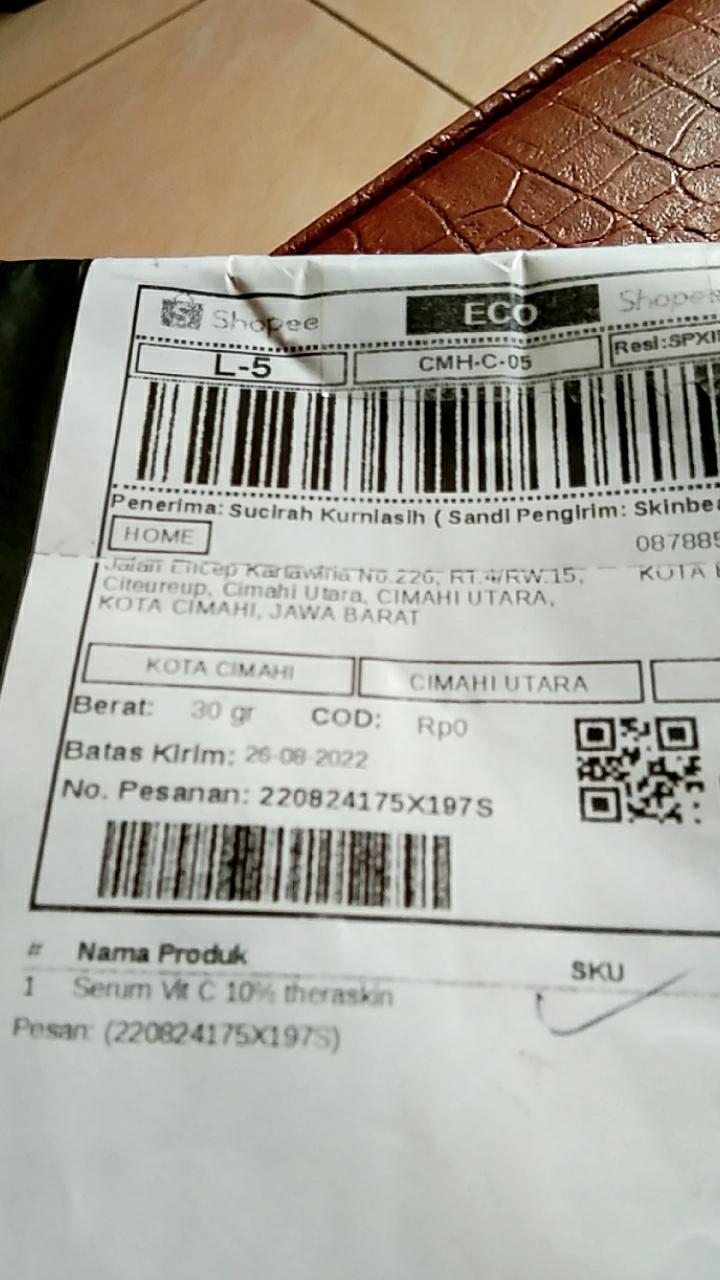 Shopee ECO Shopee
L-5 CMH-C-05 Resi:SPXI
Penerima: Sucirah Kurniasih ( Sandi Pengirim: Skinbe
HOME 087885
Jalan Encep Kartawiria No.226, RT.4/RW.15, KOTA
Citeureup, Cimahi Utara, CIMAHI UTARA,
KOTA CIMAHI, JAWA BARAT
KOTA CIMAHI CIMAHI UTARA
Berat: 30 gr COD: Rp0
Batas Kirim: 26-08-2022
No. Pesanan: 220824175X197S
# Nama Produk SKU
1 Serum Vit C 10% theraskin
Pesan: (220824175X197S)